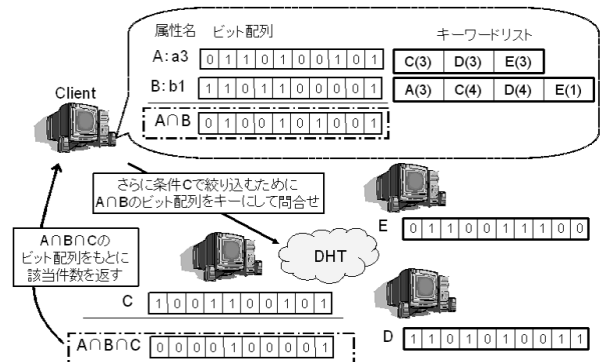 属性名 ビット配列 キーワードリスト
A:a3 0 1 1 0 1 0 0 1 0 1 C(3) D(3) E(3)
B:b1 1 1 0 1 1 0 0 0 0 1 A(3) C(4) D(4) E(1)
A∩B 0 1 0 0 1 0 0 0 0 1
Client
さらに条件Cで絞り込むために
A∩Bのビット配列をキーにして問合せ
A∩B∩Cの
ビット配列をもとに
該当件数を返す
DHT
E 0 1 1 0 0 1 1 1 0 0
C 1 0 0 1 1 0 0 1 0 1
D 1 1 0 1 0 1 0 0 1 1
A∩B∩C 0 0 0 0 1 0 0 0 0 1